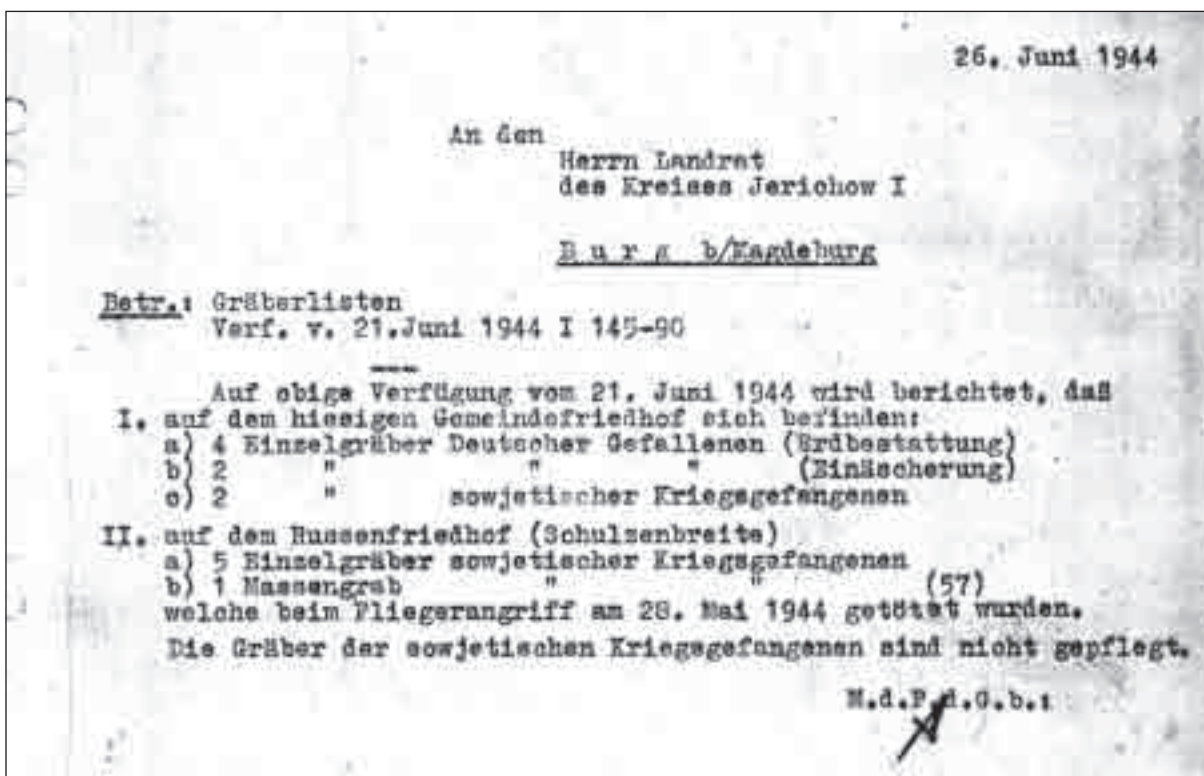 26. Juni 1944
An den
Herrn Landrat
des Kreises Jerichow I
B u r g b/Magdeburg
Betr.: Gräberlisten
Verf. v. 21.Juni 1944 I 145-90
Auf obige Verfügung vom 21. Juni 1944 wird berichtet, daß
I. auf dem hiesigen Gemeindefriedhof sich befinden:
a) 4 Einzelgräber Deutscher Gefallenen (Erdbestattung)
b) 2 " " " (Einäscherung)
c) 2 " sowjetischer Kriegsgefangenen
II. auf dem Russenfriedhof (Schulzenbreite)
a) 5 Einzelgräber sowjetischer Kriegsgefangenen
b) 1 Massengrab " " (57)
welche beim Fliegerangriff am 28. Mai 1944 getötet wurden.
Die Gräber der sowjetischen Kriegsgefangenen sind nicht gepflegt.
M.d.F.d.G.b.: